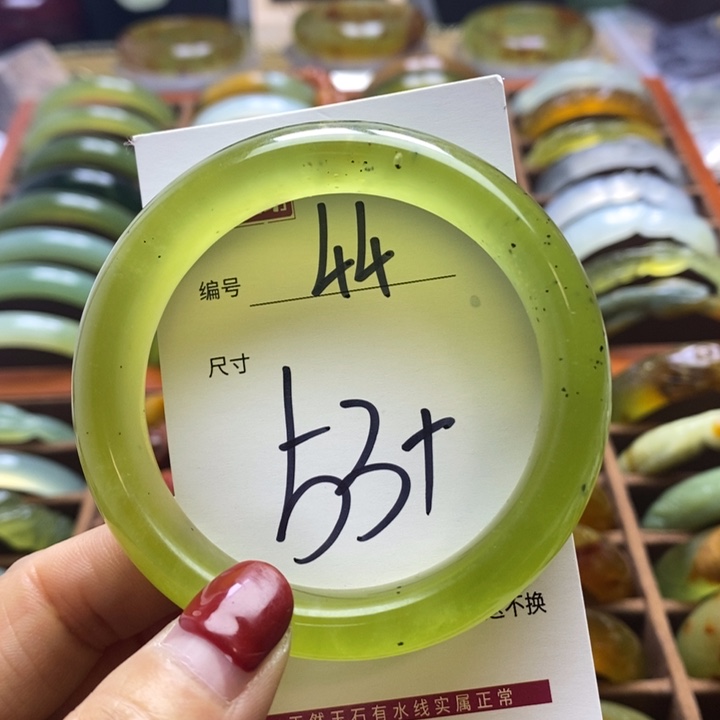 编号 44
尺寸
53+
不换
天然玉石有水线实属正常